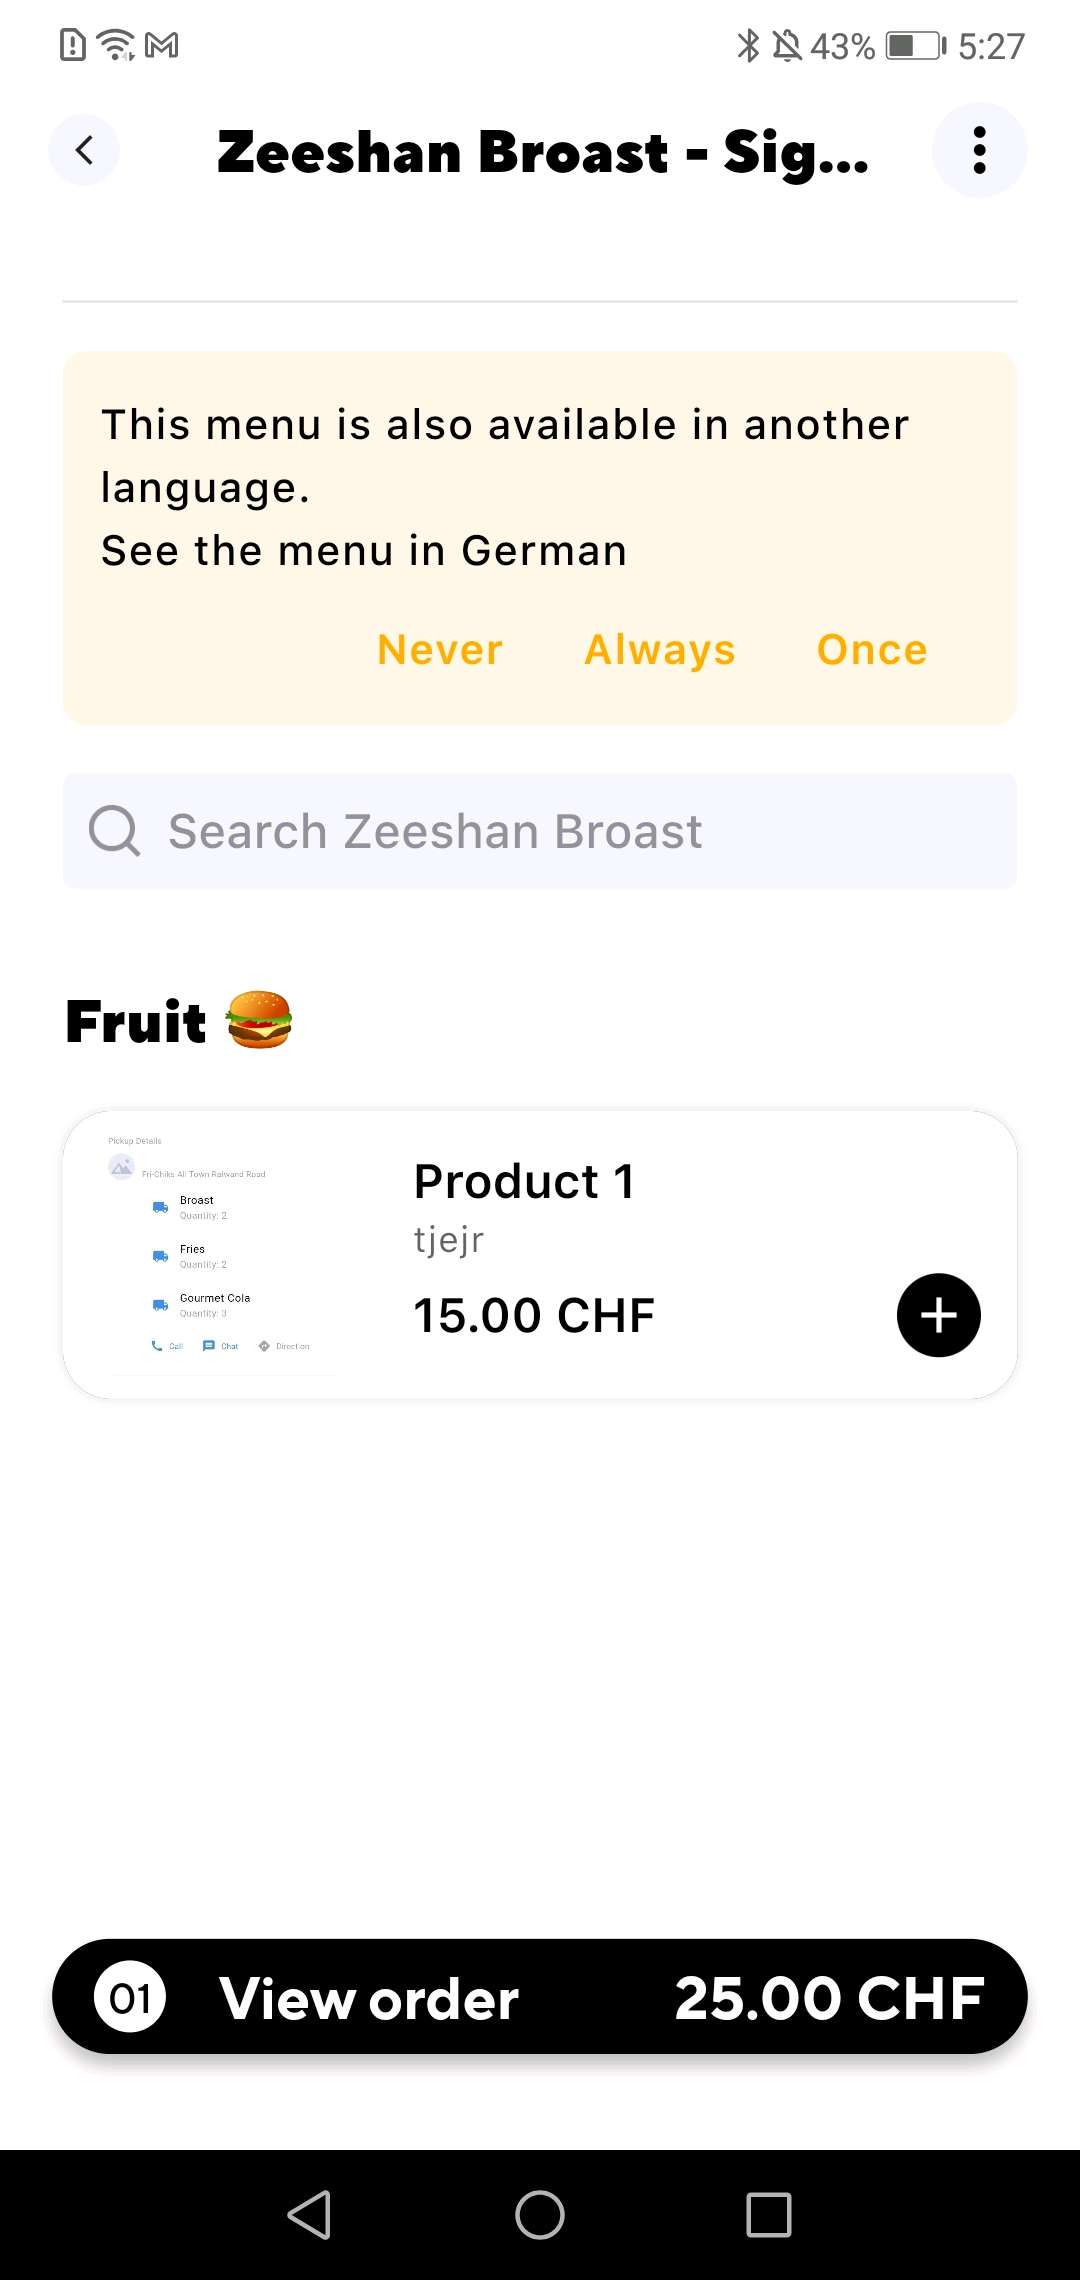 43% 5:27
Zeeshan Broast - Sig...
This menu is also available in another
language.
See the menu in German
Never Always Once
Search Zeeshan Broast
Fruit 🍔
Pickup Details
Fri-Chiks Ali Town Raiwand Road
Broast
Quantity: 2
Fries
Quantity: 2
Gourmet Cola
Quantity: 3
Call Chat Direction
Product 1
tjejr
15.00 CHF
01 View order 25.00 CHF